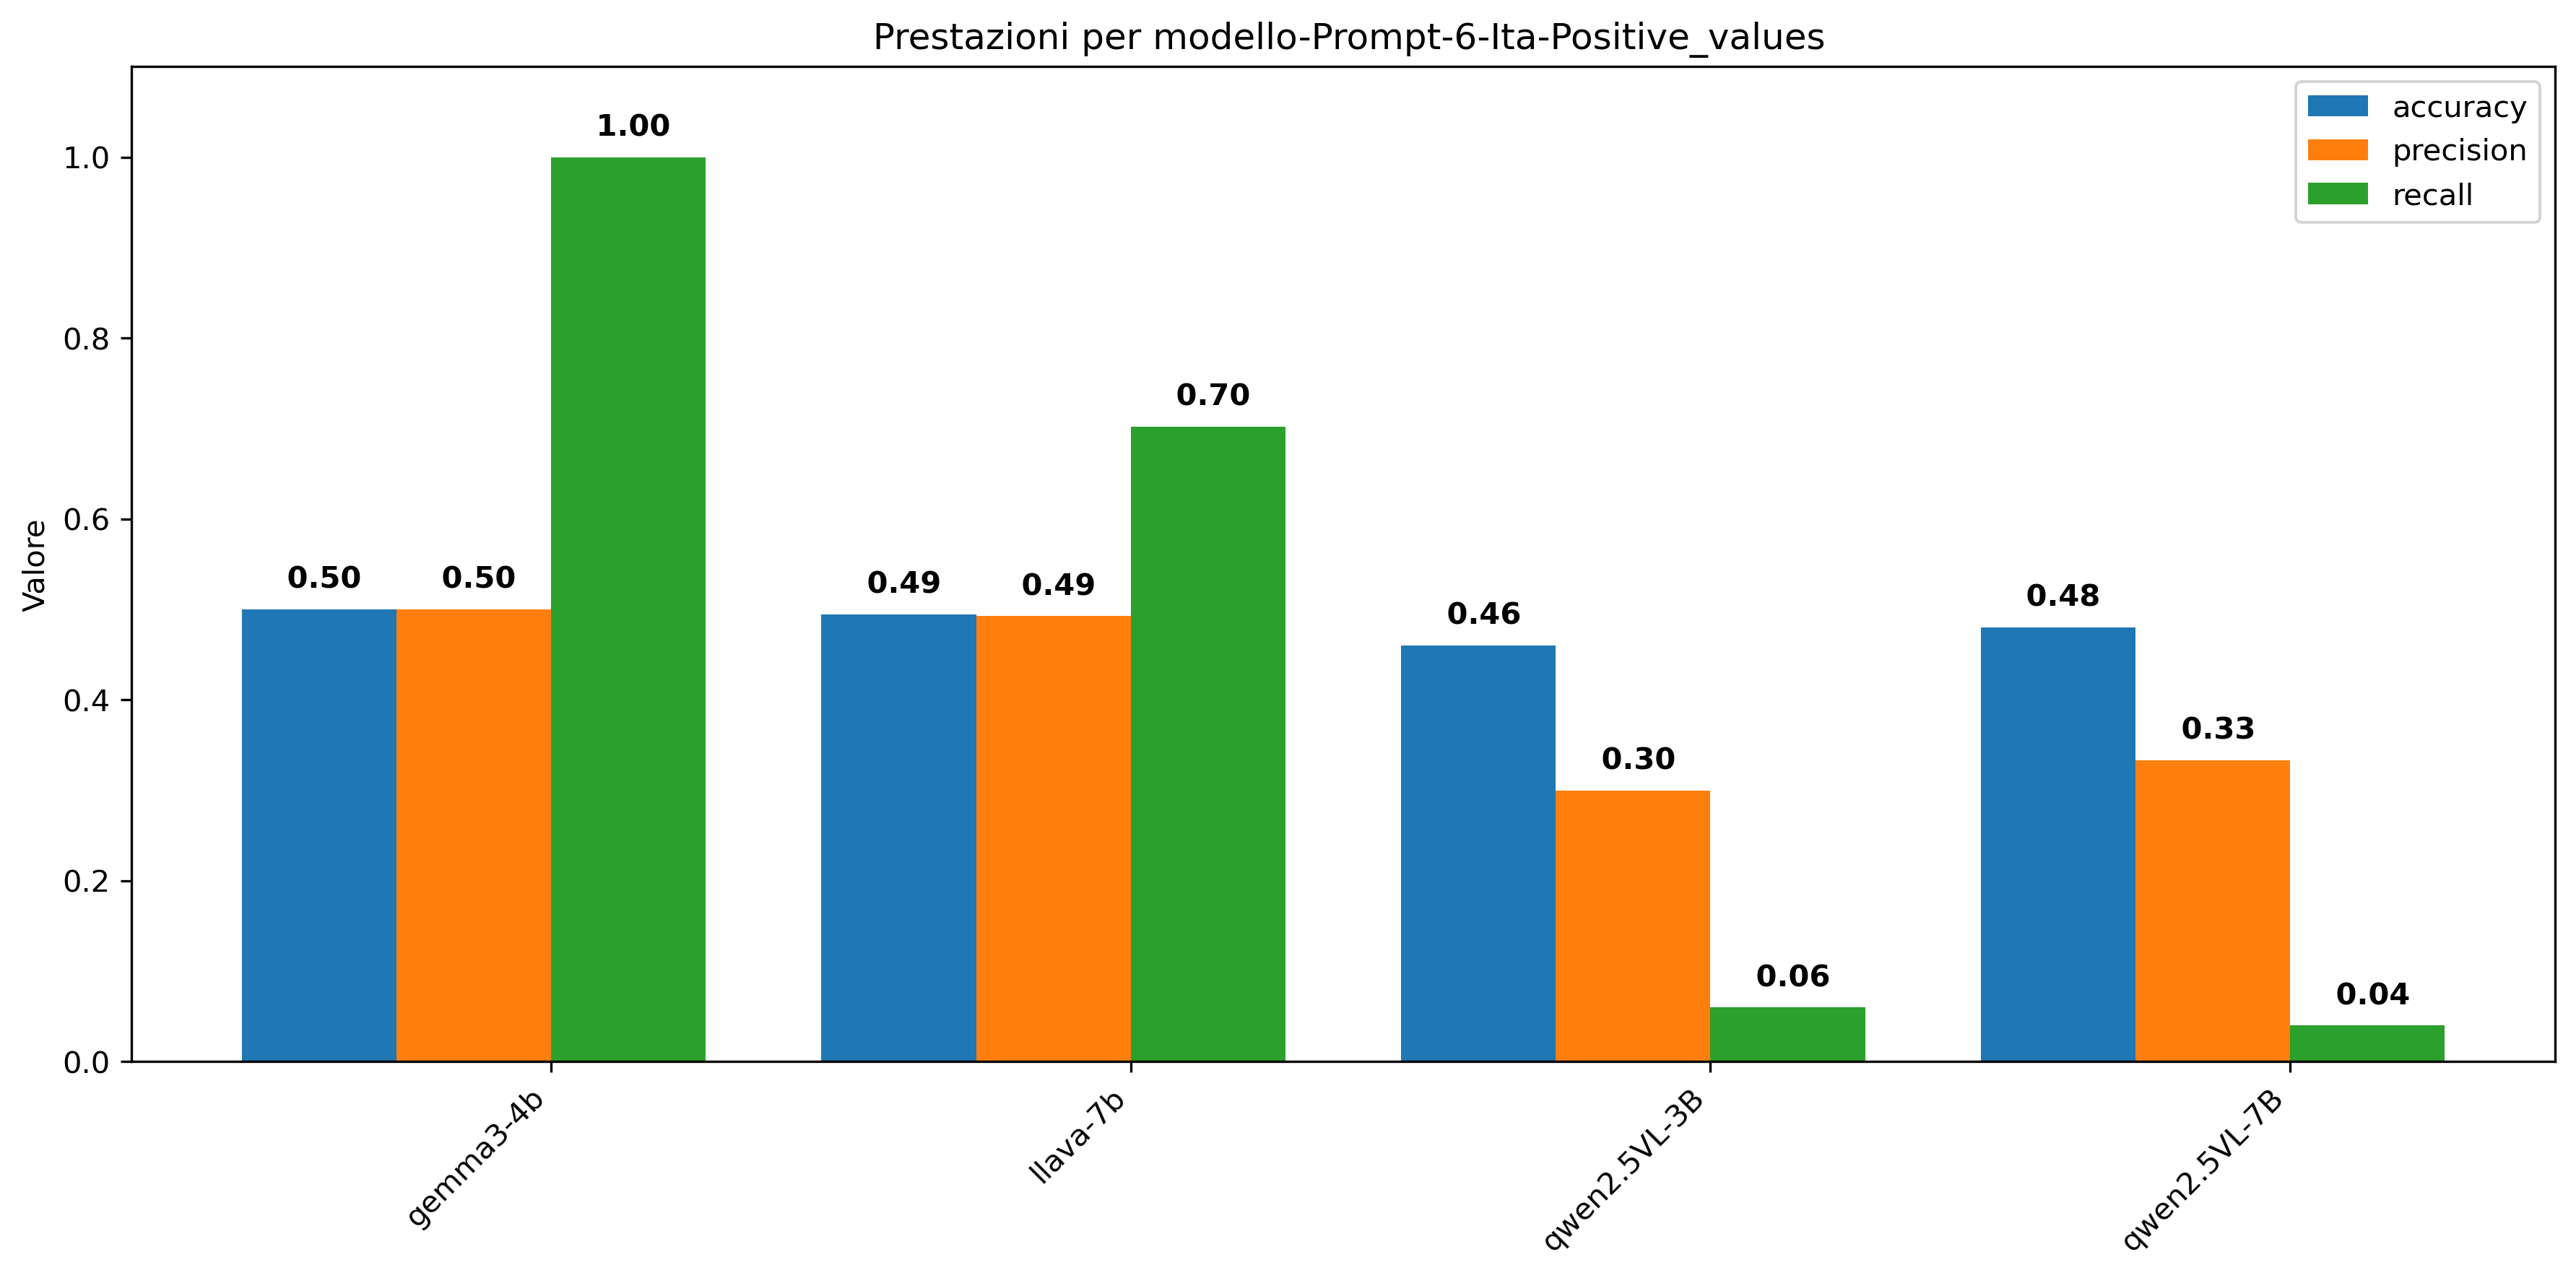 Prestazioni per modello-Prompt-6-Ita-Positive_values
accuracy
precision
recall
Valore
1.0
0.8
0.6
0.4
0.2
0.0
0.50
0.50
1.00
0.49
0.49
0.70
0.46
0.30
0.06
0.48
0.33
0.04
gemma3-4b
llava-7b
qwen2.5VL-3B
qwen2.5VL-7B